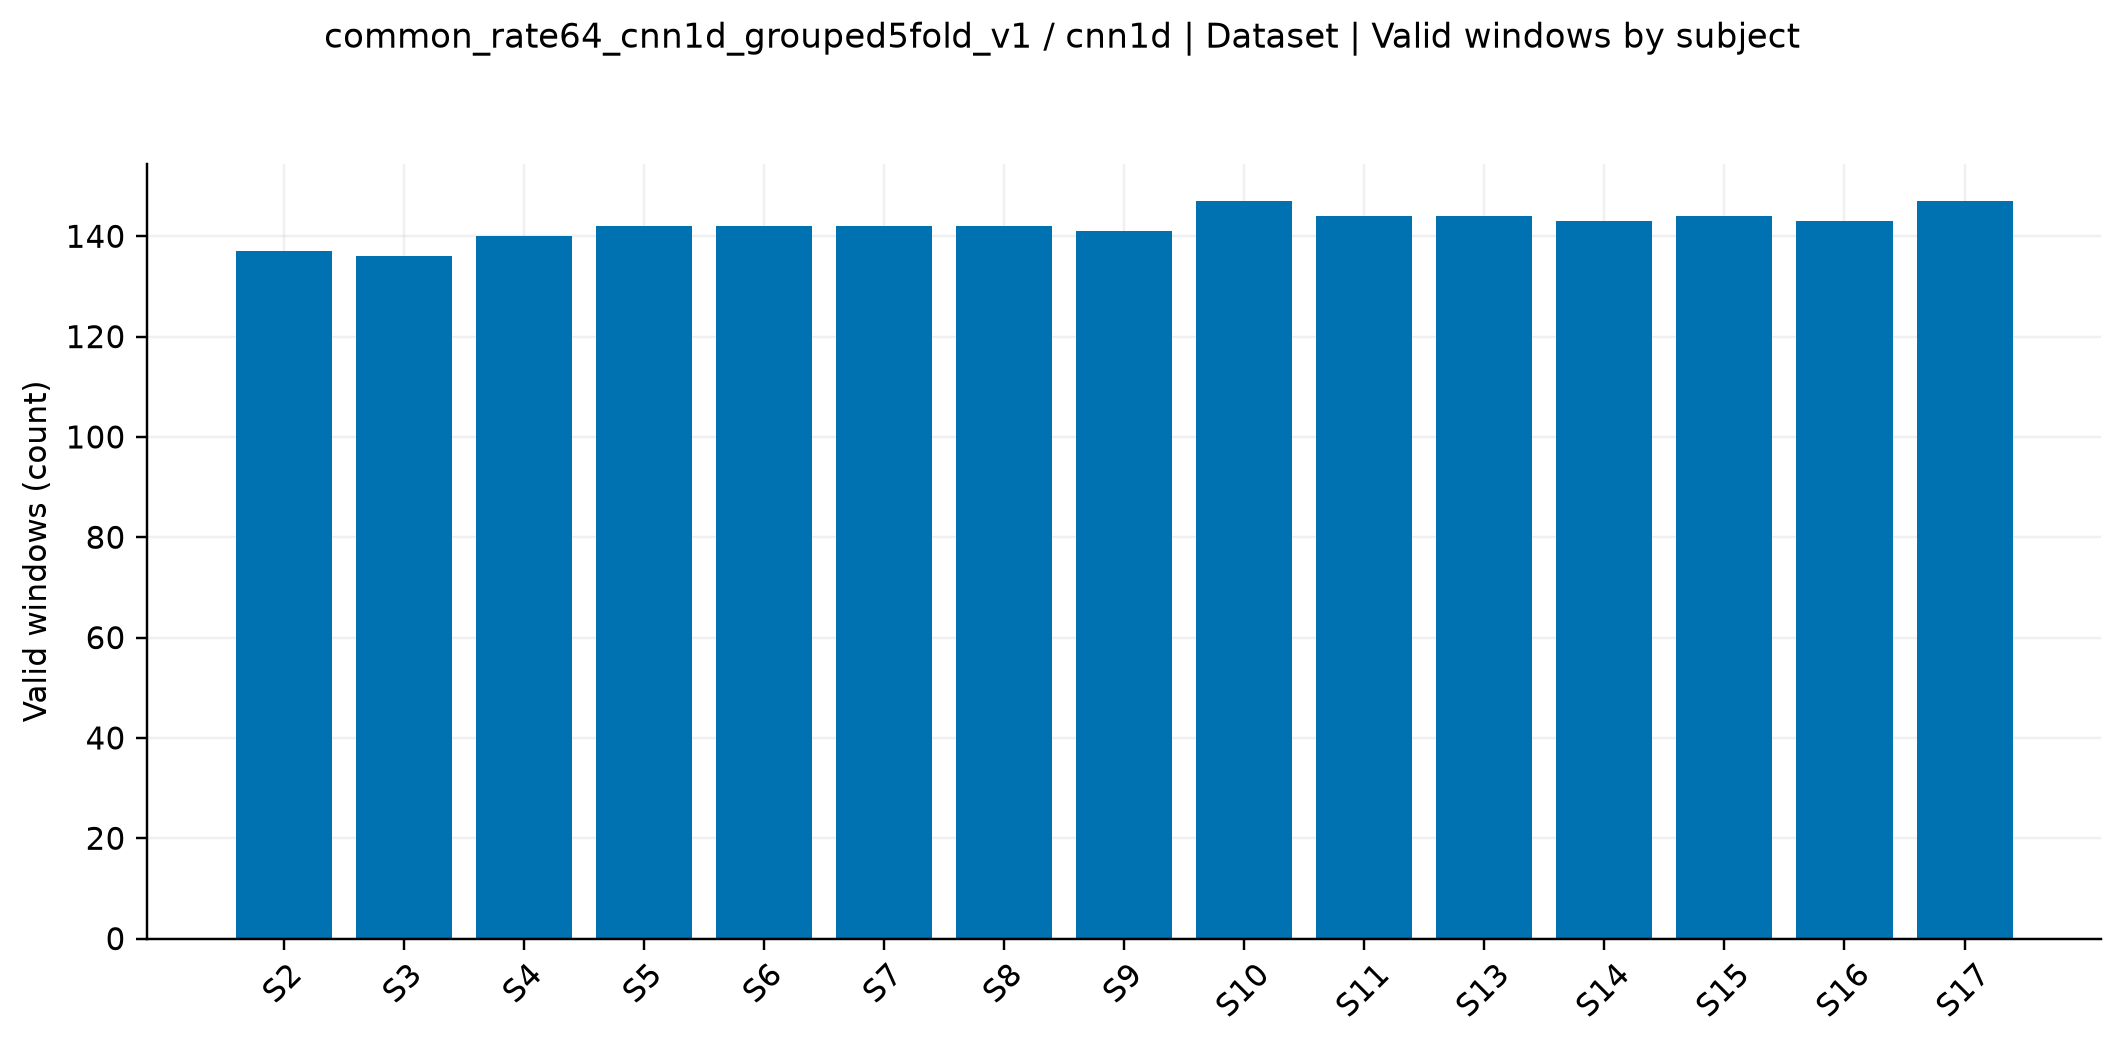 common_rate64_cnn1d_grouped5fold_v1 / cnn1d | Dataset | Valid windows by subject
Valid windows (count)
140
120
100
80
60
40
20
0
S2 S3 S4 S5 S6 S7 S8 S9 S10 S11 S13 S14 S15 S16 S17